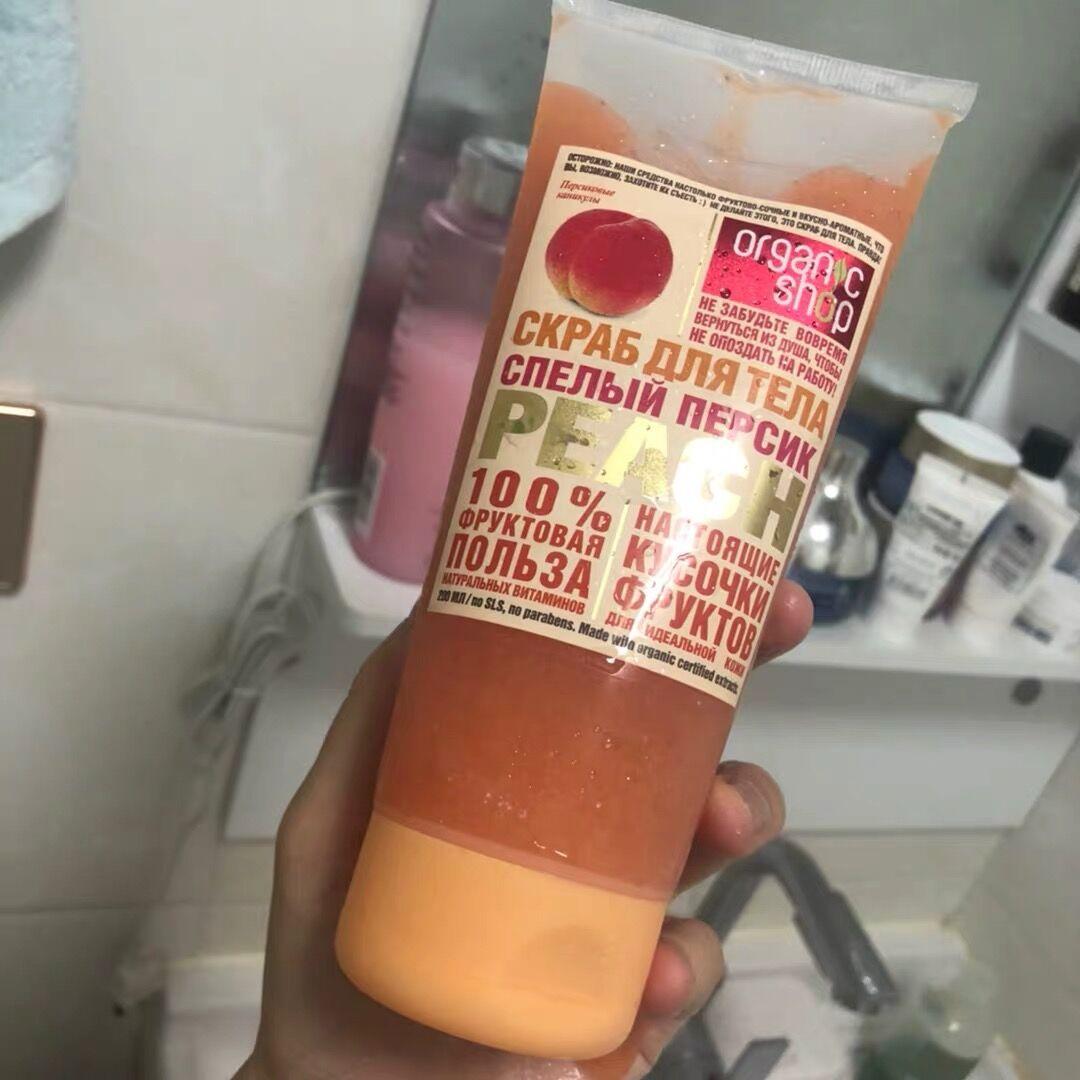 ОСТОРОЖНО: НАШИ СРЕДСТВА НАСТОЛЬКО ФРУКТОВО-СОЧНЫЕ И ВКУСНО-АРОМАТНЫЕ, ЧТО
ВЫ, ВОЗМОЖНО, ЗАХОТИТЕ ИХ СЪЕСТЬ :) НЕ ДЕЛАЙТЕ ЭТОГО, ЭТО СКРАБ ДЛЯ ТЕЛА. ПРАВДА!
Персиковые
каникулы
organic
shop
НЕ ЗАБУДЬТЕ ВОВРЕМЯ
ВЕРНУТЬСЯ ИЗ ДУША, ЧТОБЫ
НЕ ОПОЗДАТЬ НА РАБОТУ!
СКРАБ ДЛЯ ТЕЛА
СПЕЛЫЙ ПЕРСИК
PEACH
100%
ФРУКТОВАЯ
ПОЛЬЗА
НАТУРАЛЬНЫХ ВИТАМИНОВ
НАСТОЯЩИЕ
КУСОЧКИ
ФРУКТОВ
ДЛЯ ИДЕАЛЬНОЙ КОЖИ
200 МЛ / no SLS, no parabens. Made with organic certified extracts.